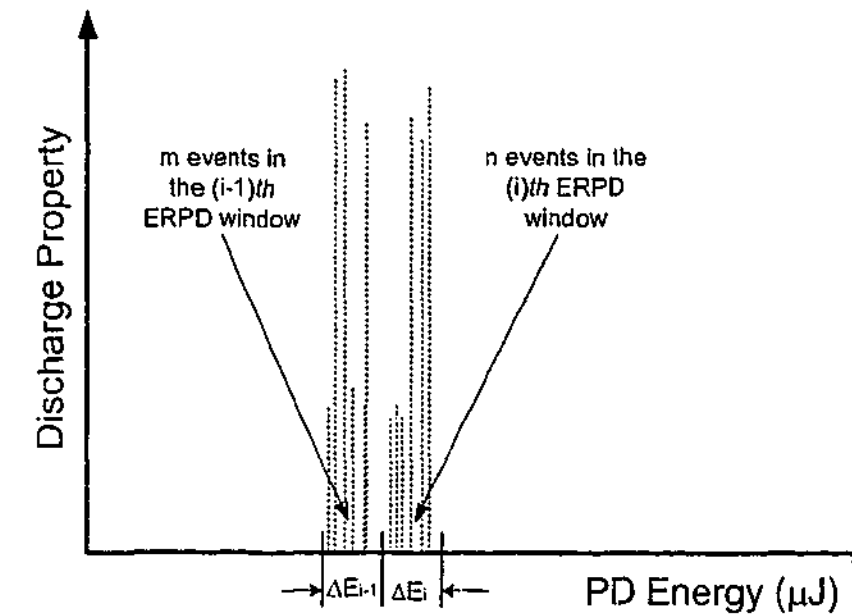 Discharge Property
m events in
the (i-1)th
ERPD window
n events in the
(i)th ERPD
window
ΔEi-1
ΔEi
PD Energy (μJ)